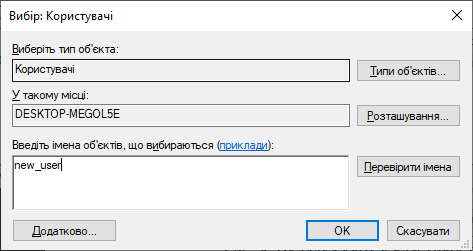 Вибір: Користувачі
Виберіть тип об'єкта:
Користувачі
Типи об'єктів...
У такому місці:
DESKTOP-MEGOL5E
Розташування...
Введіть імена об'єктів, що вибираються (приклади):
new_user
Перевірити імена
Додатково...
OK
Скасувати